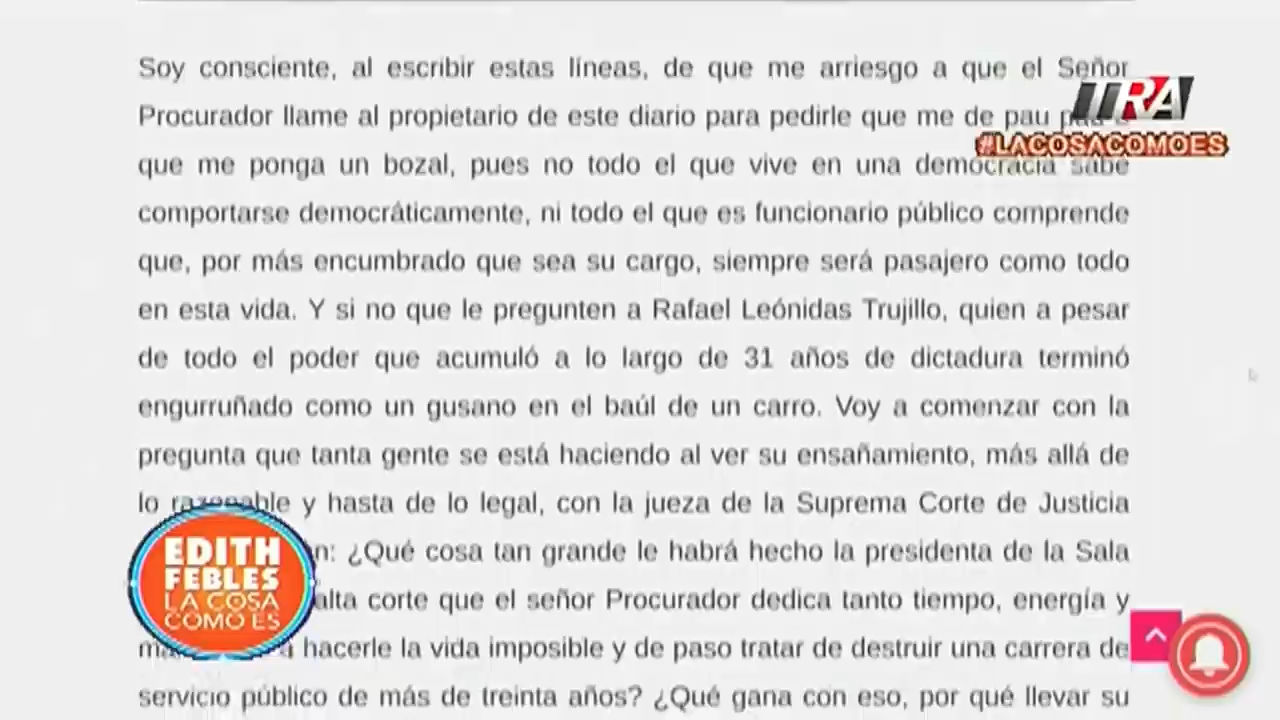 Soy consciente, al escribir estas líneas, de que me arriesgo a que el Señor
Procurador llame al propietario de este diario para pedirle que me de pau
que me ponga un bozal, pues no todo el que vive en una democracia sabe
comportarse democráticamente, ni todo el que es funcionario público comprende
que, por más encumbrado que sea su cargo, siempre será pasajero como todo
en esta vida. Y si no que le pregunten a Rafael Leónidas Trujillo, quien a pesar
de todo el poder que acumuló a lo largo de 31 años de dictadura terminó
engurruñado como un gusano en el baúl de un carro. Voy a comenzar con la
pregunta que tanta gente se está haciendo al ver su ensañamiento, más allá de
lo razonable y hasta de lo legal, con la jueza de la Suprema Corte de Justicia
¿Qué cosa tan grande le habrá hecho la presidenta de la Sala
alta corte que el señor Procurador dedica tanto tiempo, energía y
hacerle la vida imposible y de paso tratar de destruir una carrera de
servicio público de más de treinta años? ¿Qué gana con eso, por qué llevar su
TRA
#LACOSACOMOES
EDITH
FEBLES
LA COSA
COMO ES